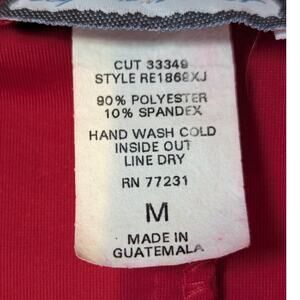 CUT 33349
STYLE RE1869XJ
90% POLYESTER
10% SPANDEX
HAND WASH COLD
INSIDE OUT
LINE DRY
RN 77231
M
MADE IN
GUATEMALA